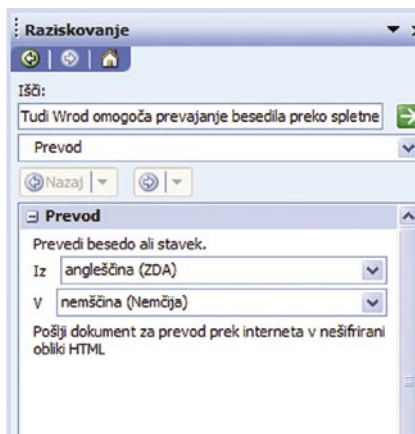 Raziskovanje
Išči:
Tudi Wrod omogoča prevajanje besedila preko spletne
Prevod
Nazaj
Prevod
Prevedi besedo ali stavek.
Iz angleščina (ZDA)
V nemščina (Nemčija)
Pošlji dokument za prevod prek interneta v nešifrirani
obliki HTML